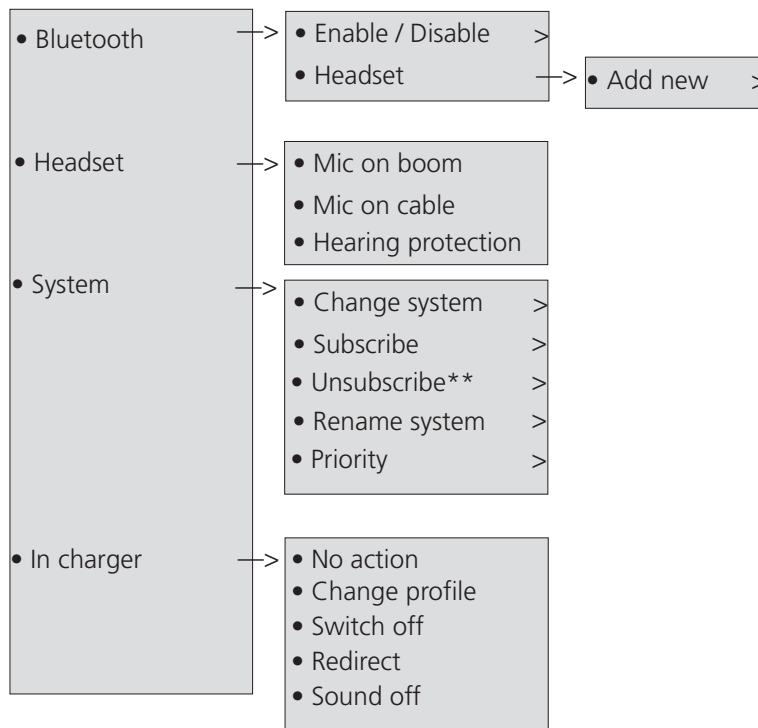 • Bluetooth —> • Enable / Disable >
• Headset —> • Add new >
• Headset —> • Mic on boom
• Mic on cable
• Hearing protection
• System —> • Change system >
• Subscribe >
• Unsubscribe** >
• Rename system >
• Priority >
• In charger —> • No action
• Change profile
• Switch off
• Redirect
• Sound off